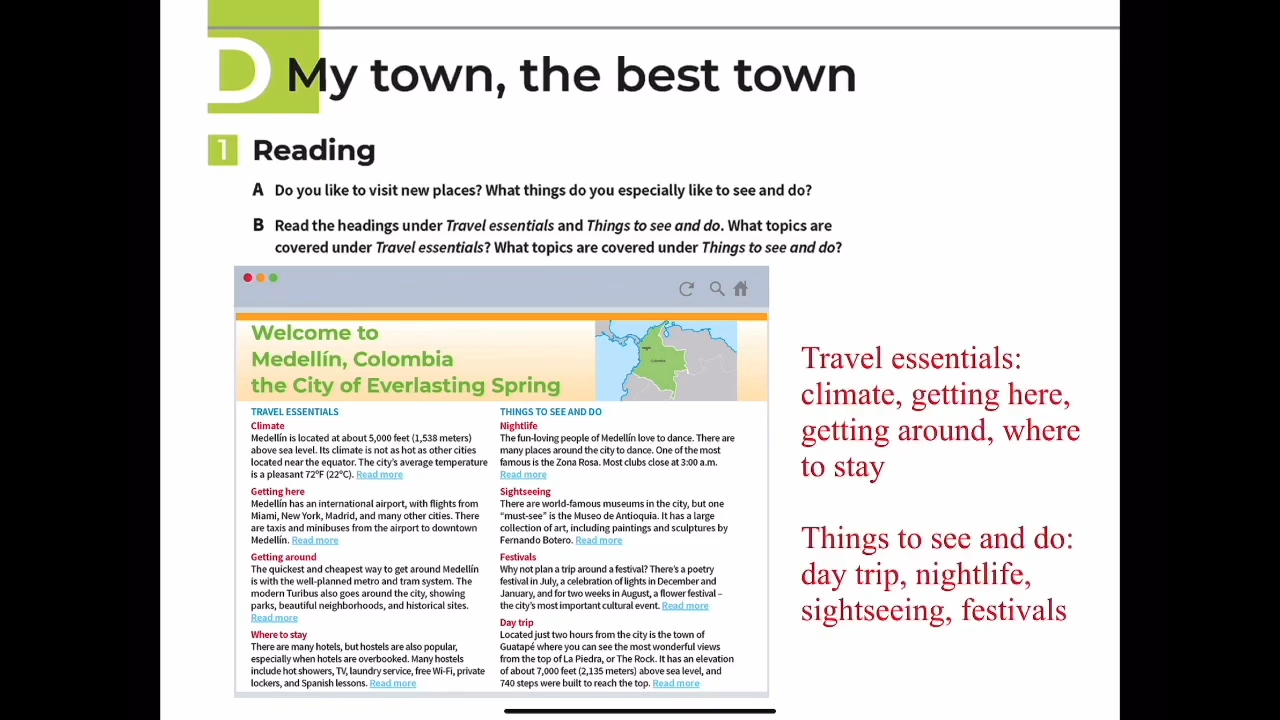 D My town, the best town
1 Reading
A Do you like to visit new places? What things do you especially like to see and do?
B Read the headings under Travel essentials and Things to see and do. What topics are
covered under Travel essentials? What topics are covered under Things to see and do?
Welcome to
Medellín, Colombia
the City of Everlasting Spring
TRAVEL ESSENTIALS
Climate
Medellín is located at about 5,000 feet (1,538 meters)
above sea level. Its climate is not as hot as other cities
located near the equator. The city's average temperature
is a pleasant 72ºF (22ºC). Read more
Getting here
Medellín has an international airport, with flights from
Miami, New York, Madrid, and many other cities. There
are taxis and minibuses from the airport to downtown
Medellín. Read more
Getting around
The quickest and cheapest way to get around Medellín
is with the well-planned metro and tram system. The
modern Turibus also goes around the city, showing
parks, beautiful neighborhoods, and historical sites.
Read more
Where to stay
There are many hotels, but hostels are also popular,
especially when hotels are overbooked. Many hostels
include hot showers, TV, laundry service, free Wi-Fi, private
lockers, and Spanish lessons. Read more
THINGS TO SEE AND DO
Nightlife
The fun-loving people of Medellín love to dance. There are
many places around the city to dance. One of the most
famous is the Zona Rosa. Most clubs close at 3:00 a.m.
Read more
Sightseeing
There are world-famous museums in the city, but one
“must-see” is the Museo de Antioquia. It has a large
collection of art, including paintings and sculptures by
Fernando Botero. Read more
Festivals
Why not plan a trip around a festival? There's a poetry
festival in July, a celebration of lights in December and
January, and for two weeks in August, a flower festival –
the city's most important cultural event. Read more
Day trip
Located just two hours from the city is the town of
Guatapé where you can see the most wonderful views
from the top of La Piedra, or The Rock. It has an elevation
of about 7,000 feet (2,135 meters) above sea level, and
740 steps were built to reach the top. Read more
Colombia
Travel essentials:
climate, getting here,
getting around, where
to stay
Things to see and do:
day trip, nightlife,
sightseeing, festivals